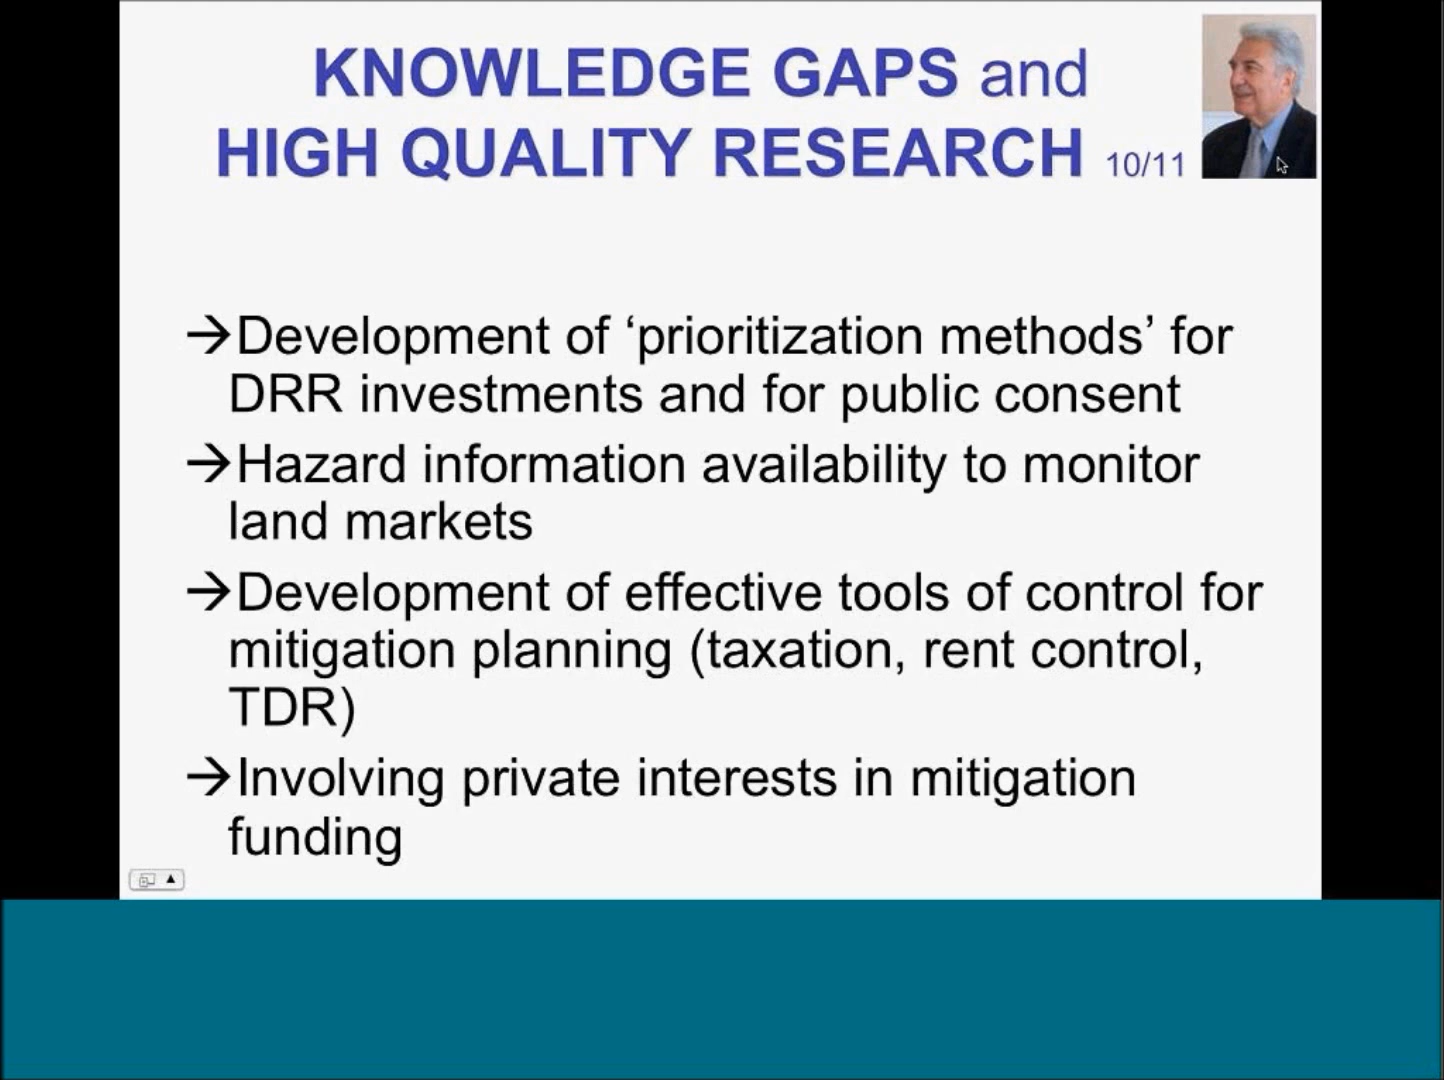 KNOWLEDGE GAPS and
HIGH QUALITY RESEARCH 10/11
→Development of ‘prioritization methods’ for
DRR investments and for public consent
→Hazard information availability to monitor
land markets
→Development of effective tools of control for
mitigation planning (taxation, rent control,
TDR)
→Involving private interests in mitigation
funding